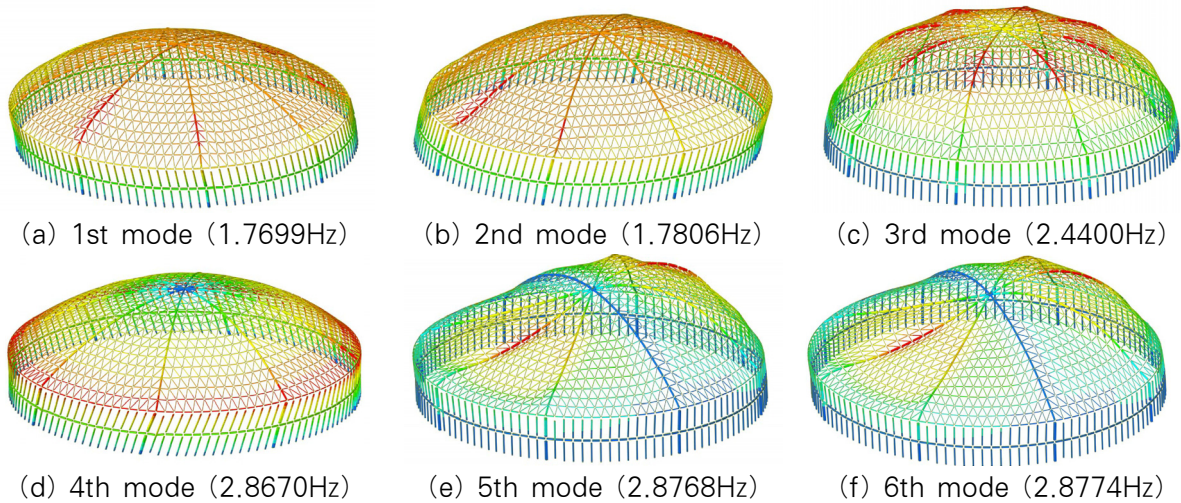 (a) 1st mode (1.7699Hz)
(b) 2nd mode (1.7806Hz)
(c) 3rd mode (2.4400Hz)
(d) 4th mode (2.8670Hz)
(e) 5th mode (2.8768Hz)
(f) 6th mode (2.8774Hz)